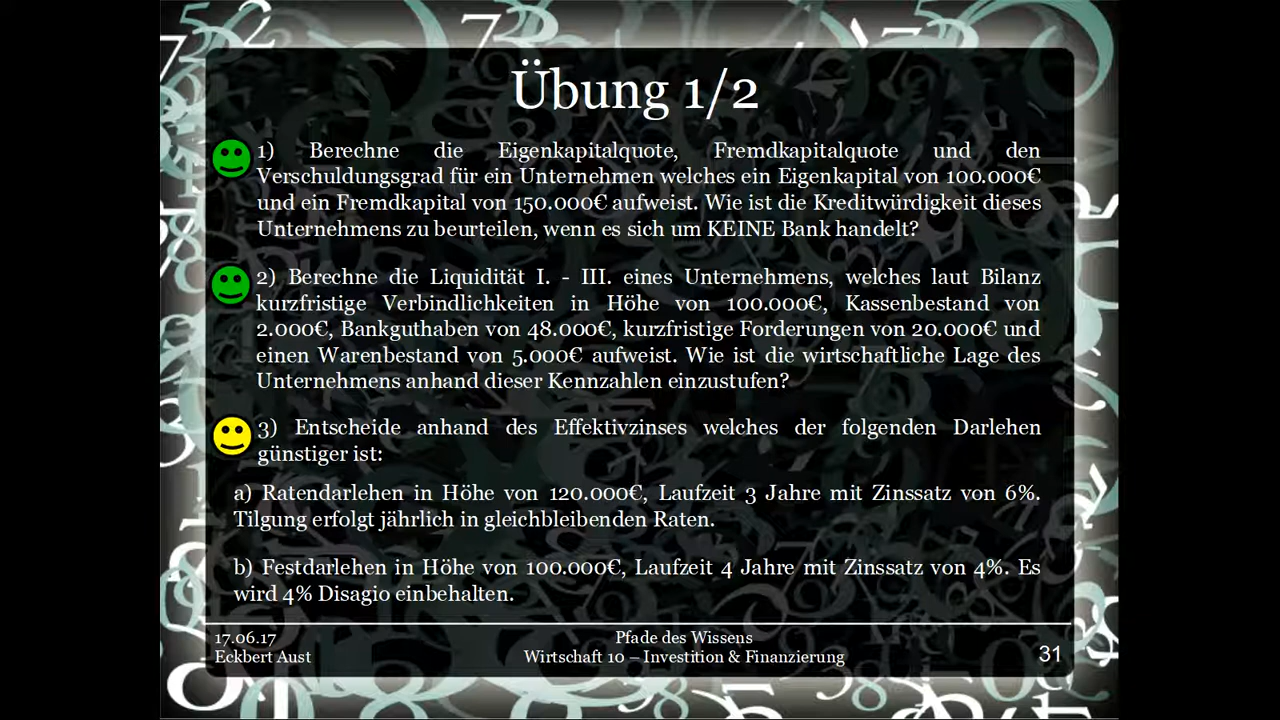 Übung 1/2
1) Berechne die Eigenkapitalquote, Fremdkapitalquote und den
Verschuldungsgrad für ein Unternehmen welches ein Eigenkapital von 100.000€
und ein Fremdkapital von 150.000€ aufweist. Wie ist die Kreditwürdigkeit dieses
Unternehmens zu beurteilen, wenn es sich um KEINE Bank handelt?
2) Berechne die Liquidität I. - III. eines Unternehmens, welches laut Bilanz
kurzfristige Verbindlichkeiten in Höhe von 100.000€, Kassenbestand von
2.000€, Bankguthaben von 48.000€, kurzfristige Forderungen von 20.000€ und
einen Warenbestand von 5.000€ aufweist. Wie ist die wirtschaftliche Lage des
Unternehmens anhand dieser Kennzahlen einzustufen?
3) Entscheide anhand des Effektivzinses welches der folgenden Darlehen
günstiger ist:
a) Ratendarlehen in Höhe von 120.000€, Laufzeit 3 Jahre mit Zinssatz von 6%.
Tilgung erfolgt jährlich in gleichbleibenden Raten.
b) Festdarlehen in Höhe von 100.000€, Laufzeit 4 Jahre mit Zinssatz von 4%. Es
wird 4% Disagio einbehalten.
17.06.17
Eckbert Aust
Pfade des Wissens
Wirtschaft 10 – Investition & Finanzierung
31